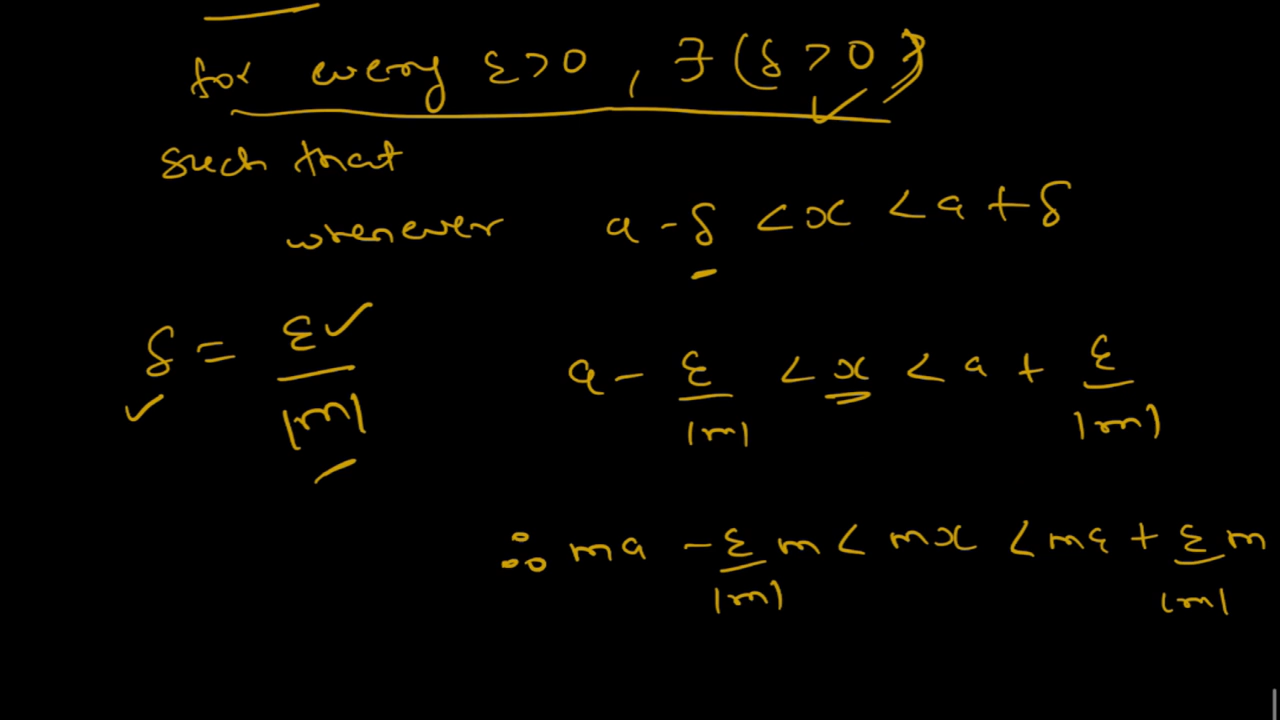 for every ε>0, ∃ (δ > 0)
such that
whenever a - δ < x < a + δ
δ = ε/|m| a - ε/|m| < x < a + ε/|m|
∴ ma - ε/|m| m < mx < ma + ε/|m| m